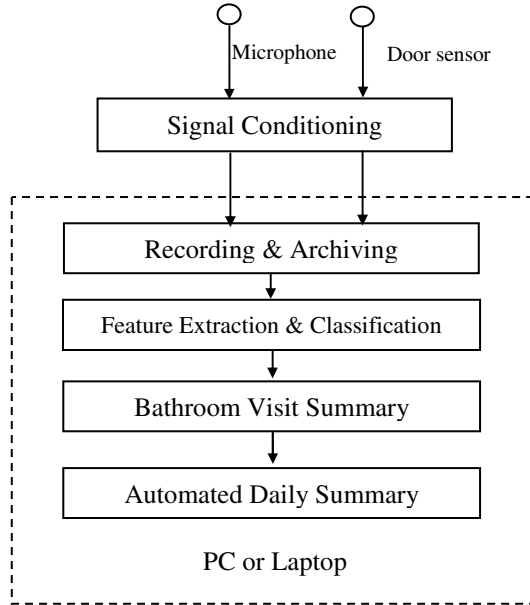 Microphone
Door sensor
Signal Conditioning
Recording & Archiving
Feature Extraction & Classification
Bathroom Visit Summary
Automated Daily Summary
PC or Laptop